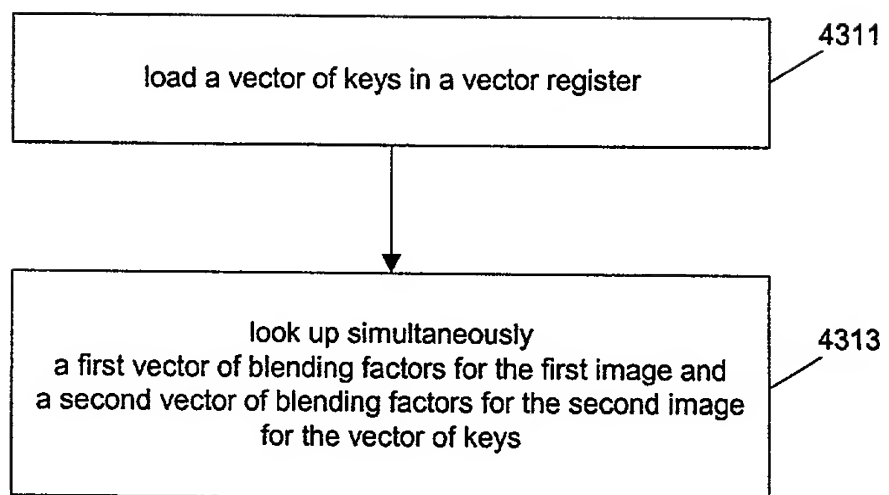 4311
load a vector of keys in a vector register
look up simultaneously
4313
a first vector of blending factors for the first image and
a second vector of blending factors for the second image
for the vector of keys